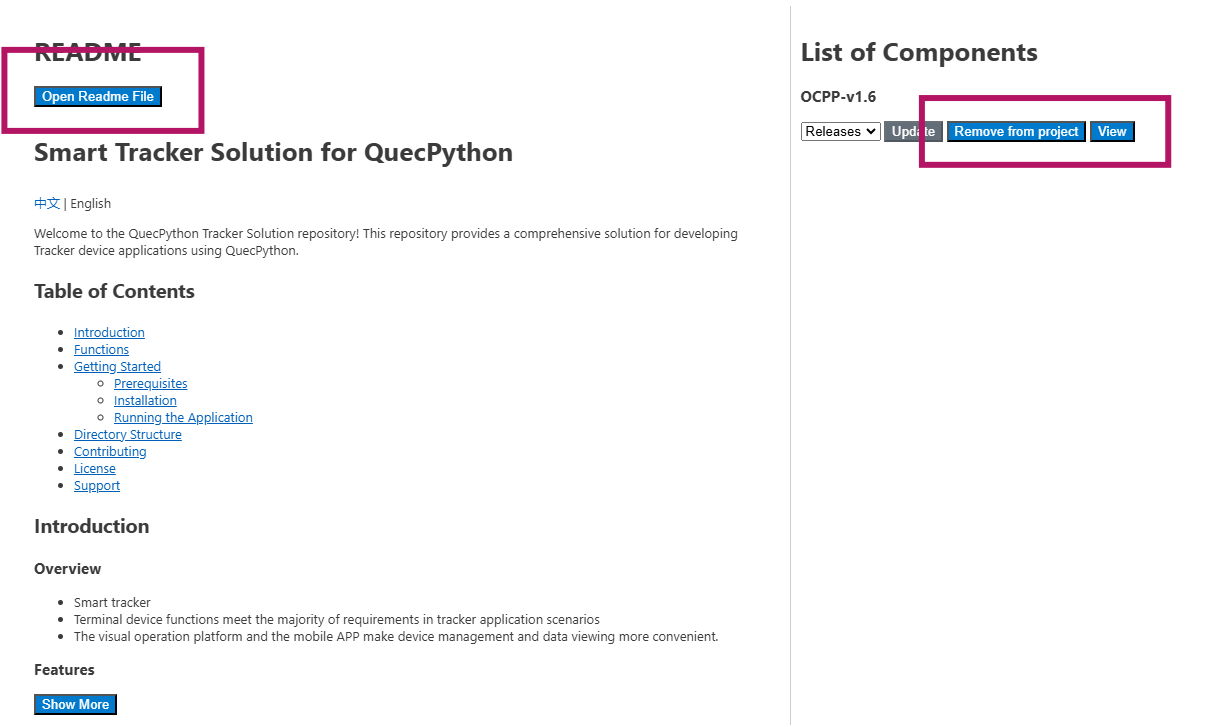 README
Open Readme File
Smart Tracker Solution for QuecPython
中文 | English
Welcome to the QuecPython Tracker Solution repository! This repository provides a comprehensive solution for developing
Tracker device applications using QuecPython.
Table of Contents
Introduction
Functions
Getting Started
Prerequisites
Installation
Running the Application
Directory Structure
Contributing
License
Support
Introduction
Overview
Smart tracker
Terminal device functions meet the majority of requirements in tracker application scenarios
The visual operation platform and the mobile APP make device management and data viewing more convenient.
Features
Show More
List of Components
OCPP-v1.6
Releases Update Remove from project View